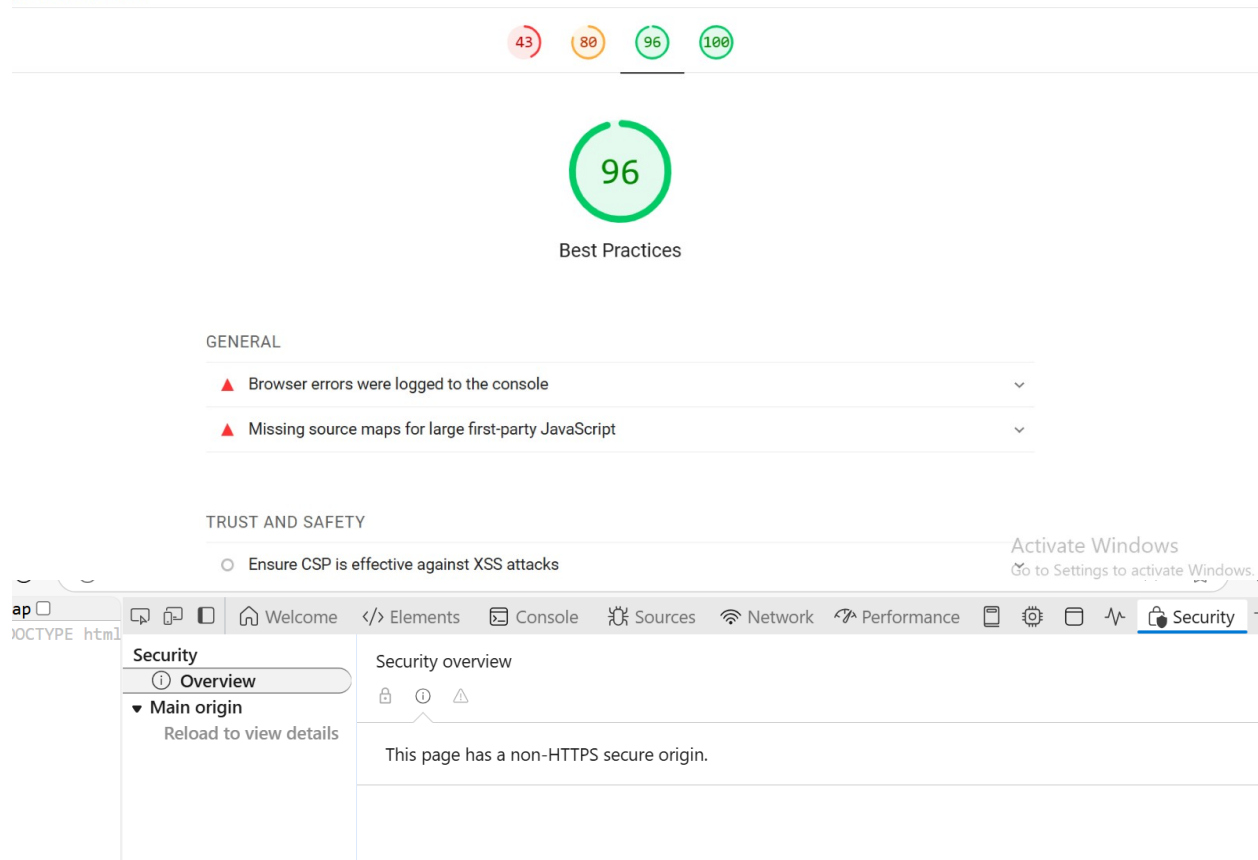 43 80 96 100
96
Best Practices
GENERAL
Browser errors were logged to the console
Missing source maps for large first-party JavaScript
TRUST AND SAFETY
Ensure CSP is effective against XSS attacks
Activate Windows
Go to Settings to activate Windows.
ap
OCTYPE html
Welcome </> Elements Console Sources Network Performance Security
Security
Overview
Main origin
Reload to view details
Security overview
This page has a non-HTTPS secure origin.